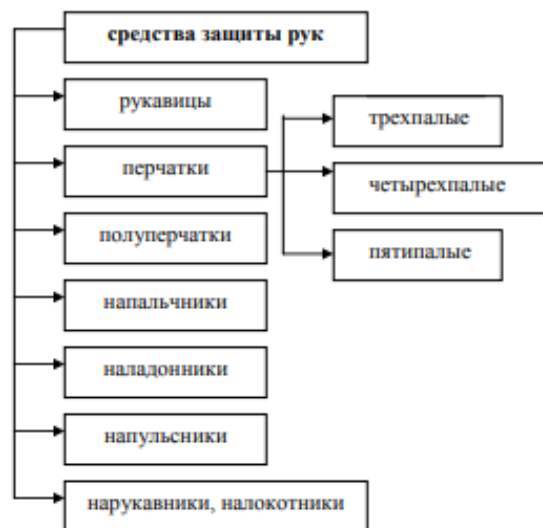 средства защиты рук
рукавицы
перчатки
трехпалые
четырехпалые
пятипалые
полуперчатки
напальчники
наладонники
напульсники
нарукавники, налокотники